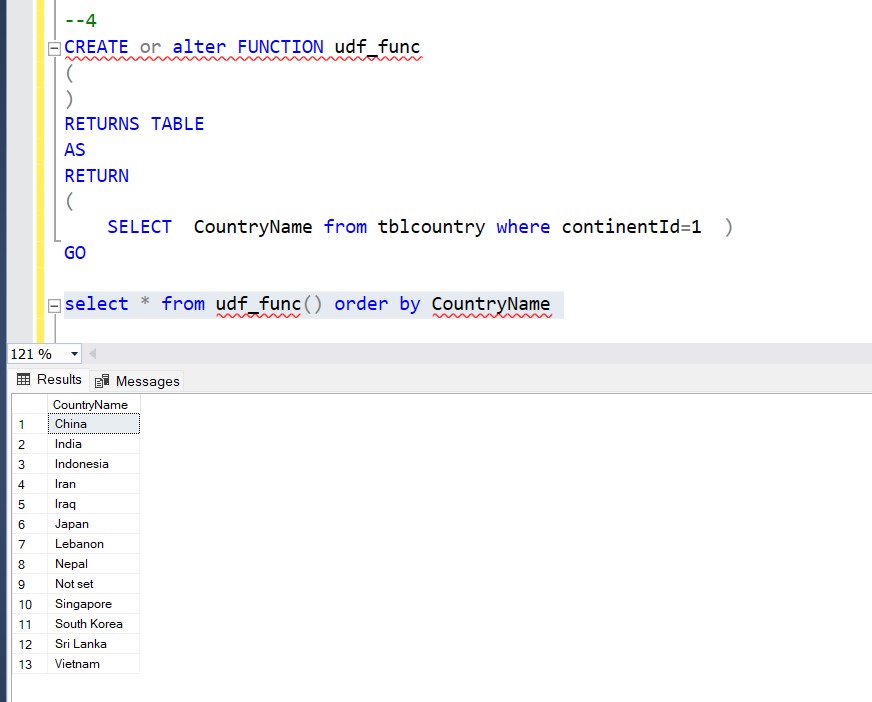 --4
CREATE or alter FUNCTION udf_func
(
)
RETURNS TABLE
AS
RETURN
(
SELECT  CountryName from tblcountry where continentId=1  )
GO
select * from udf_func() order by CountryName
121 %
Results Messages
CountryName
1 China
2 India
3 Indonesia
4 Iran
5 Iraq
6 Japan
7 Lebanon
8 Nepal
9 Not set
10 Singapore
11 South Korea
12 Sri Lanka
13 Vietnam